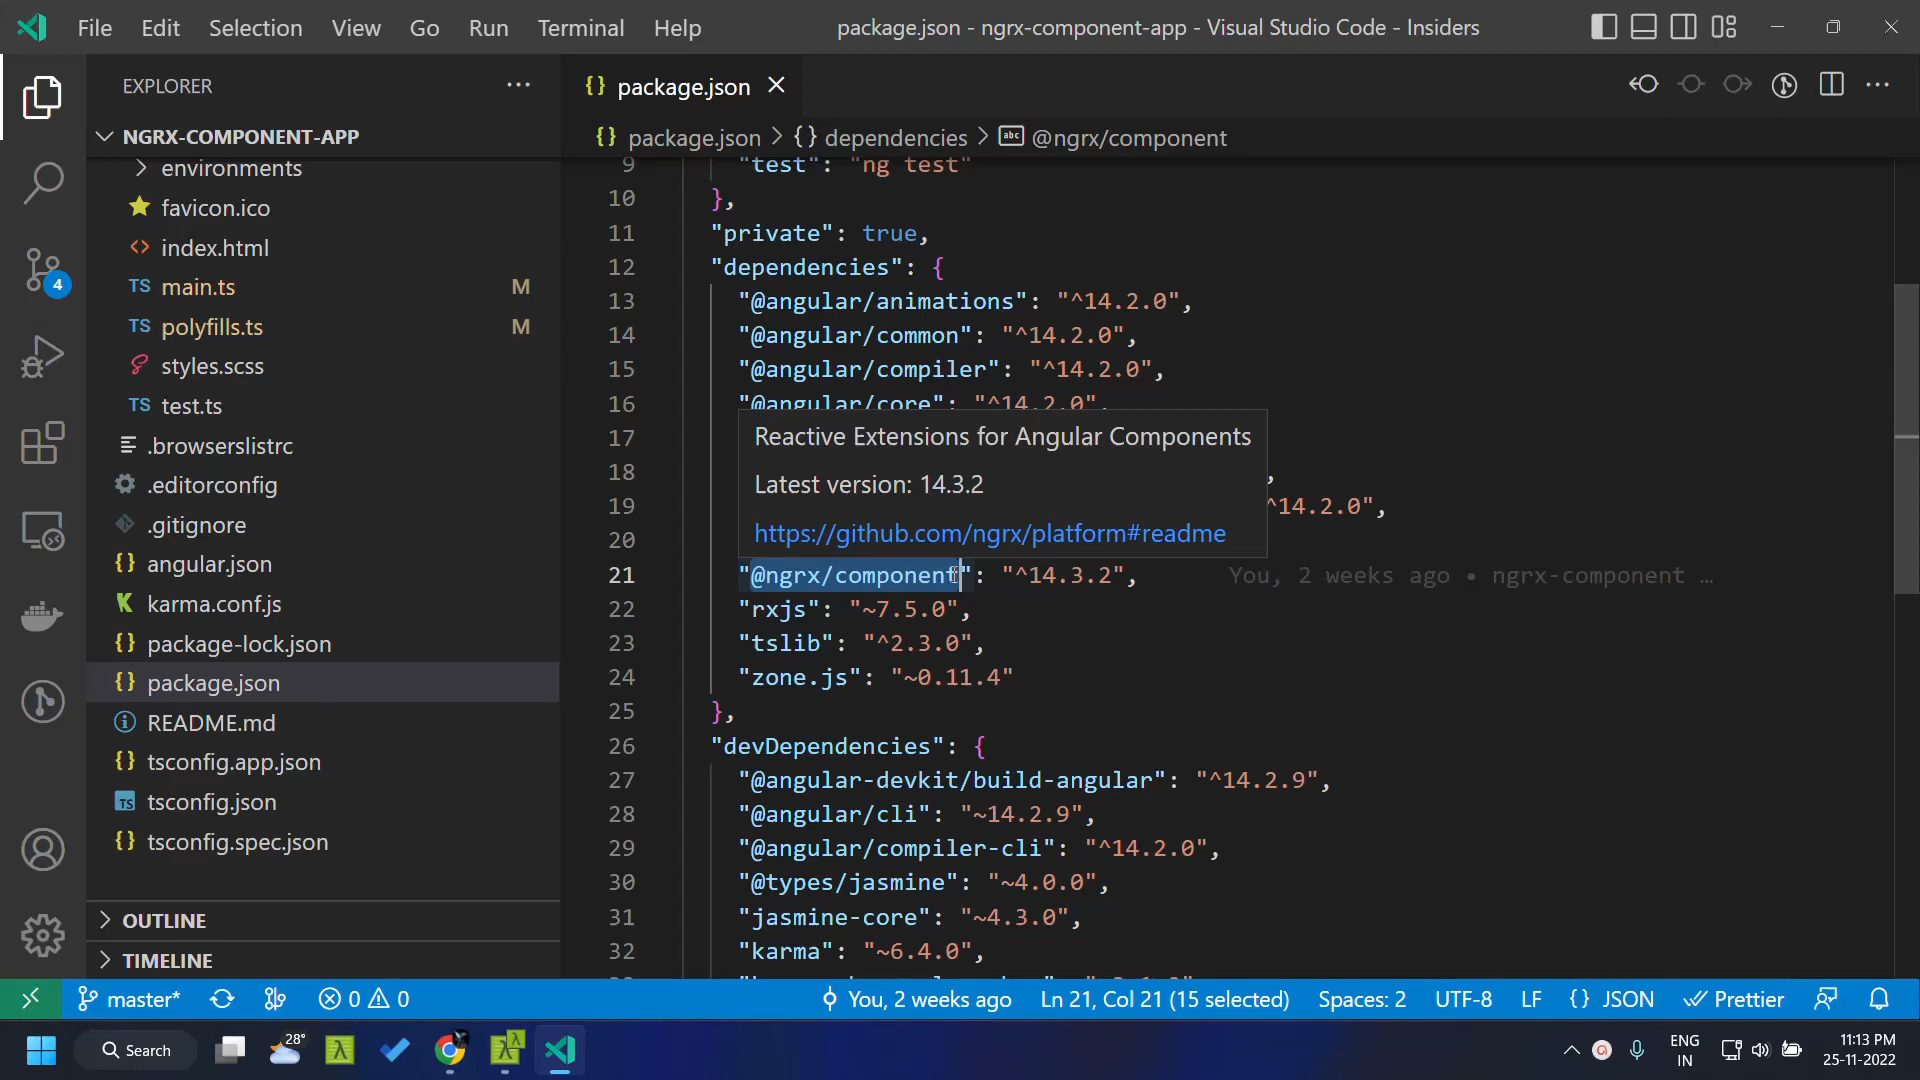 File Edit Selection View Go Run Terminal Help
package.json - ngrx-component-app - Visual Studio Code - Insiders
EXPLORER
NGRX-COMPONENT-APP
environments
favicon.ico
index.html
main.ts M
polyfills.ts M
styles.scss
test.ts
.browserslistrc
.editorconfig
.gitignore
angular.json
karma.conf.js
package-lock.json
package.json
README.md
tsconfig.app.json
tsconfig.json
tsconfig.spec.json
OUTLINE
TIMELINE
4
package.json
package.json > {} dependencies > abc @ngrx/component
9 "test": "ng test"
10 },
11 "private": true,
12 "dependencies": {
13 "@angular/animations": "^14.2.0",
14 "@angular/common": "^14.2.0",
15 "@angular/compiler": "^14.2.0",
16 "@angular/core": "^14.2.0",
17
18 ,
19 ^14.2.0",
20
Reactive Extensions for Angular Components
Latest version: 14.3.2
https://github.com/ngrx/platform#readme
21 "@ngrx/component": "^14.3.2", You, 2 weeks ago • ngrx-component …
22 "rxjs": "~7.5.0",
23 "tslib": "^2.3.0",
24 "zone.js": "~0.11.4"
25 },
26 "devDependencies": {
27 "@angular-devkit/build-angular": "^14.2.9",
28 "@angular/cli": "~14.2.9",
29 "@angular/compiler-cli": "^14.2.0",
30 "@types/jasmine": "~4.0.0",
31 "jasmine-core": "~4.3.0",
32 "karma": "~6.4.0",
master* 0 0 You, 2 weeks ago Ln 21, Col 21 (15 selected) Spaces: 2 UTF-8 LF {} JSON Prettier
Search 28° ENG IN 11:13 PM 25-11-2022